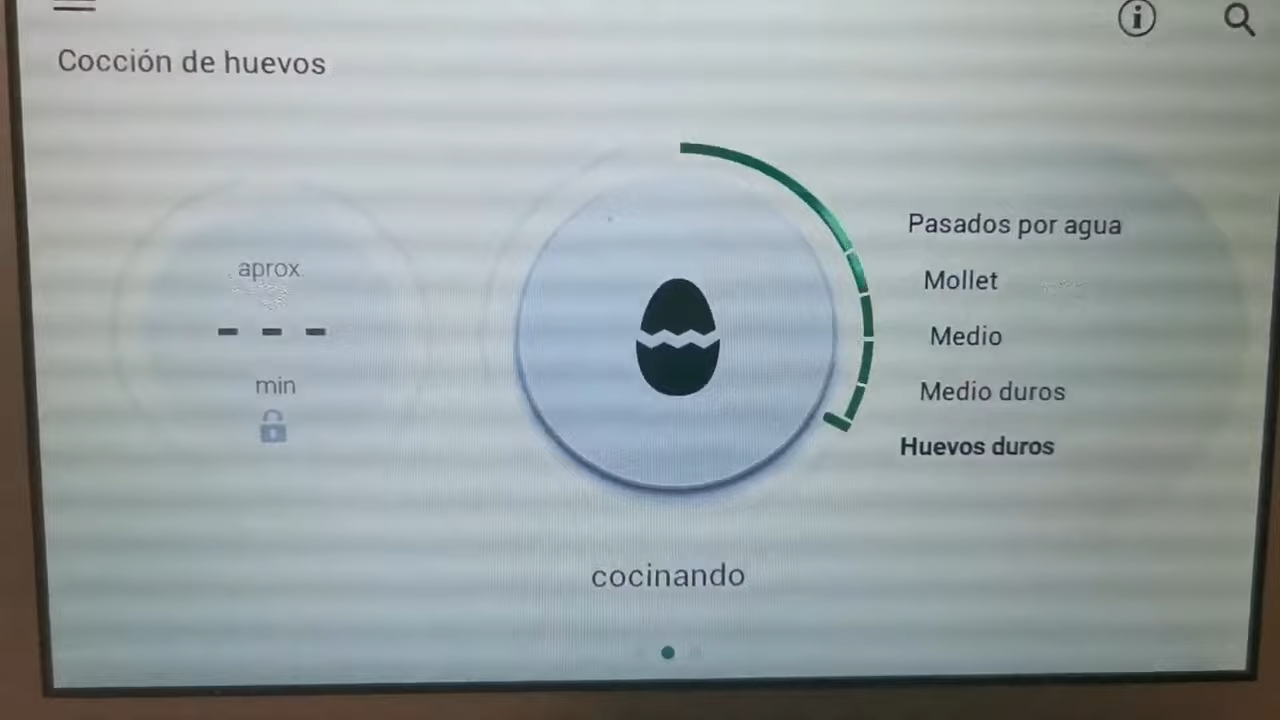 Cocción de huevos
aprox.
- - -
min
Pasados por agua
Mollet
Medio
Medio duros
Huevos duros
cocinando